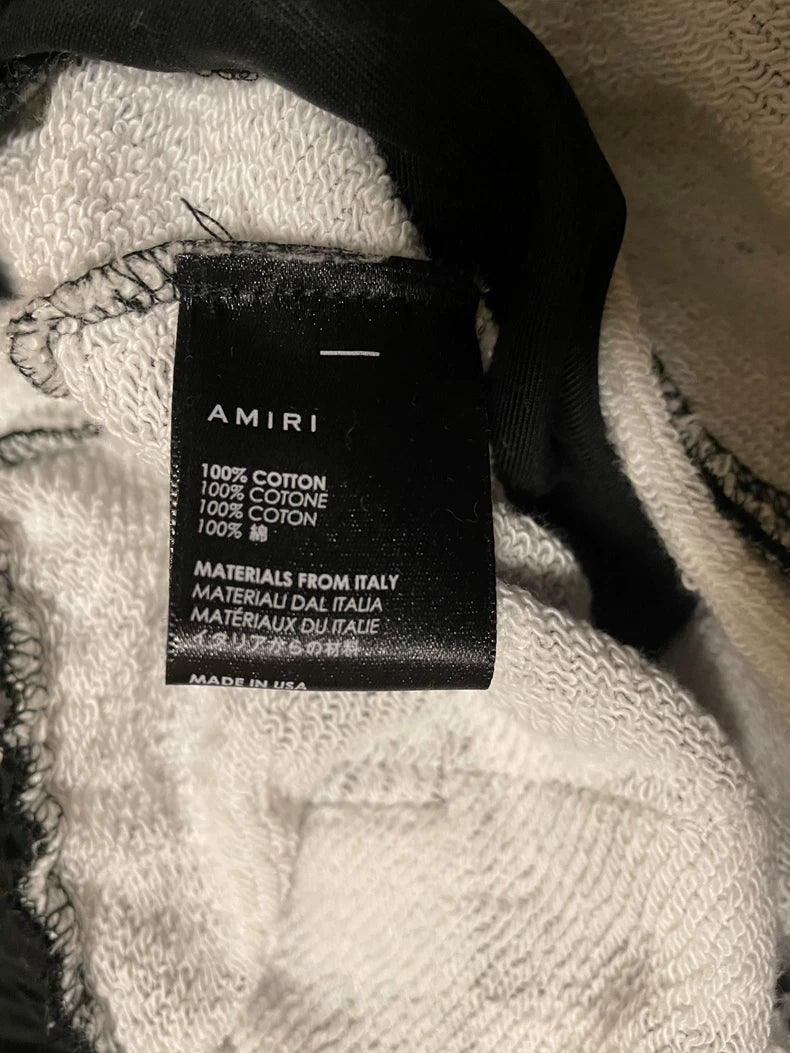 AMIRI
100% COTTON
100% COTONE
100% COTON
100% 綿
MATERIALS FROM ITALY
MATERIALI DAL ITALIA
MATÉRIAUX DU ITALIE
イタリアからの材料
MADE IN USA